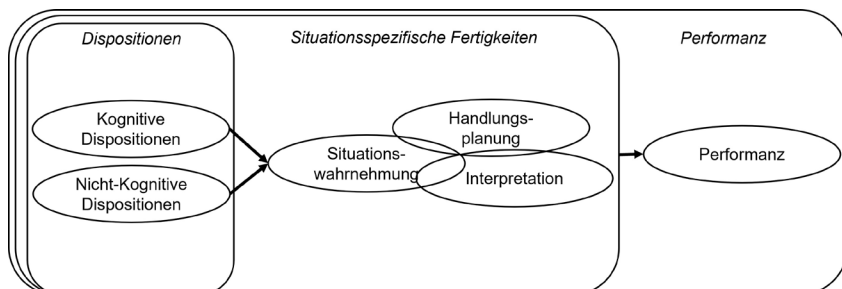 Dispositionen
Situationsspezifische Fertigkeiten
Performanz
Kognitive
Dispositionen
Nicht-Kognitive
Dispositionen
Situations-
wahrnehmung
Handlungs-
planung
Interpretation
Performanz